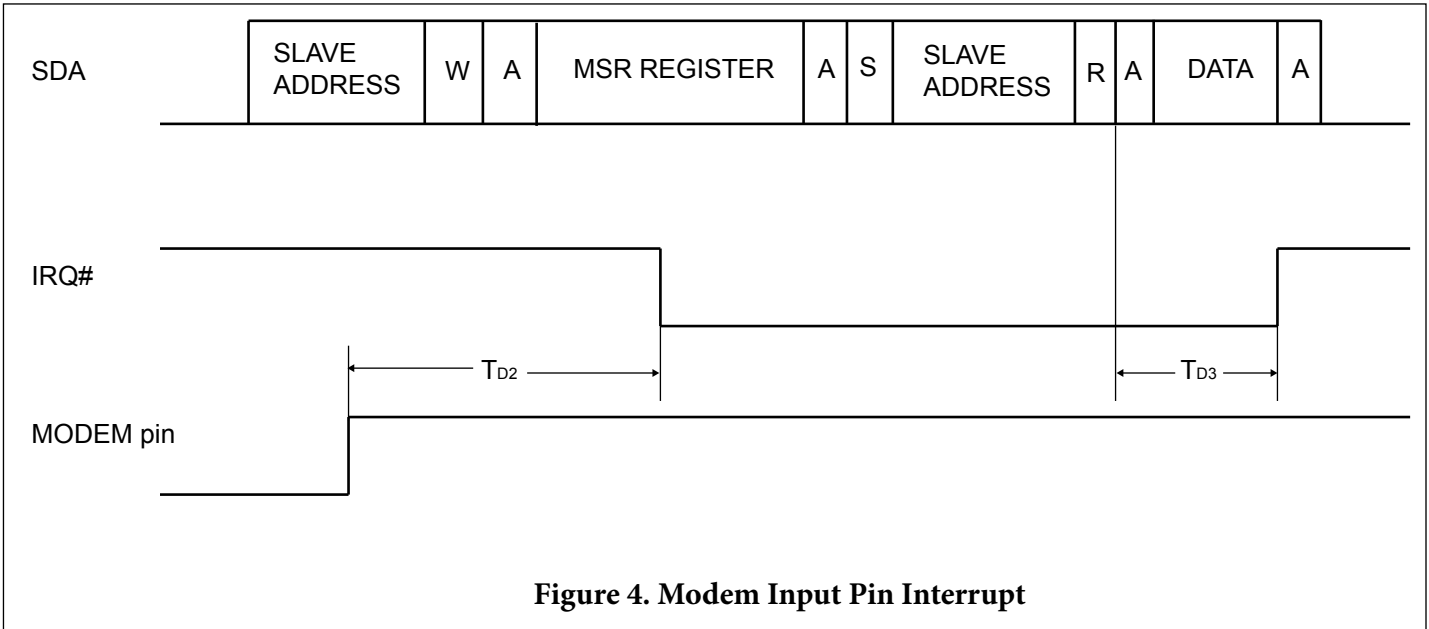 SDA
SLAVE
ADDRESS
W
A
MSR REGISTER
A
S
SLAVE
ADDRESS
R
A
DATA
A
IRQ#
TD2
TD3
MODEM pin
Figure 4. Modem Input Pin Interrupt